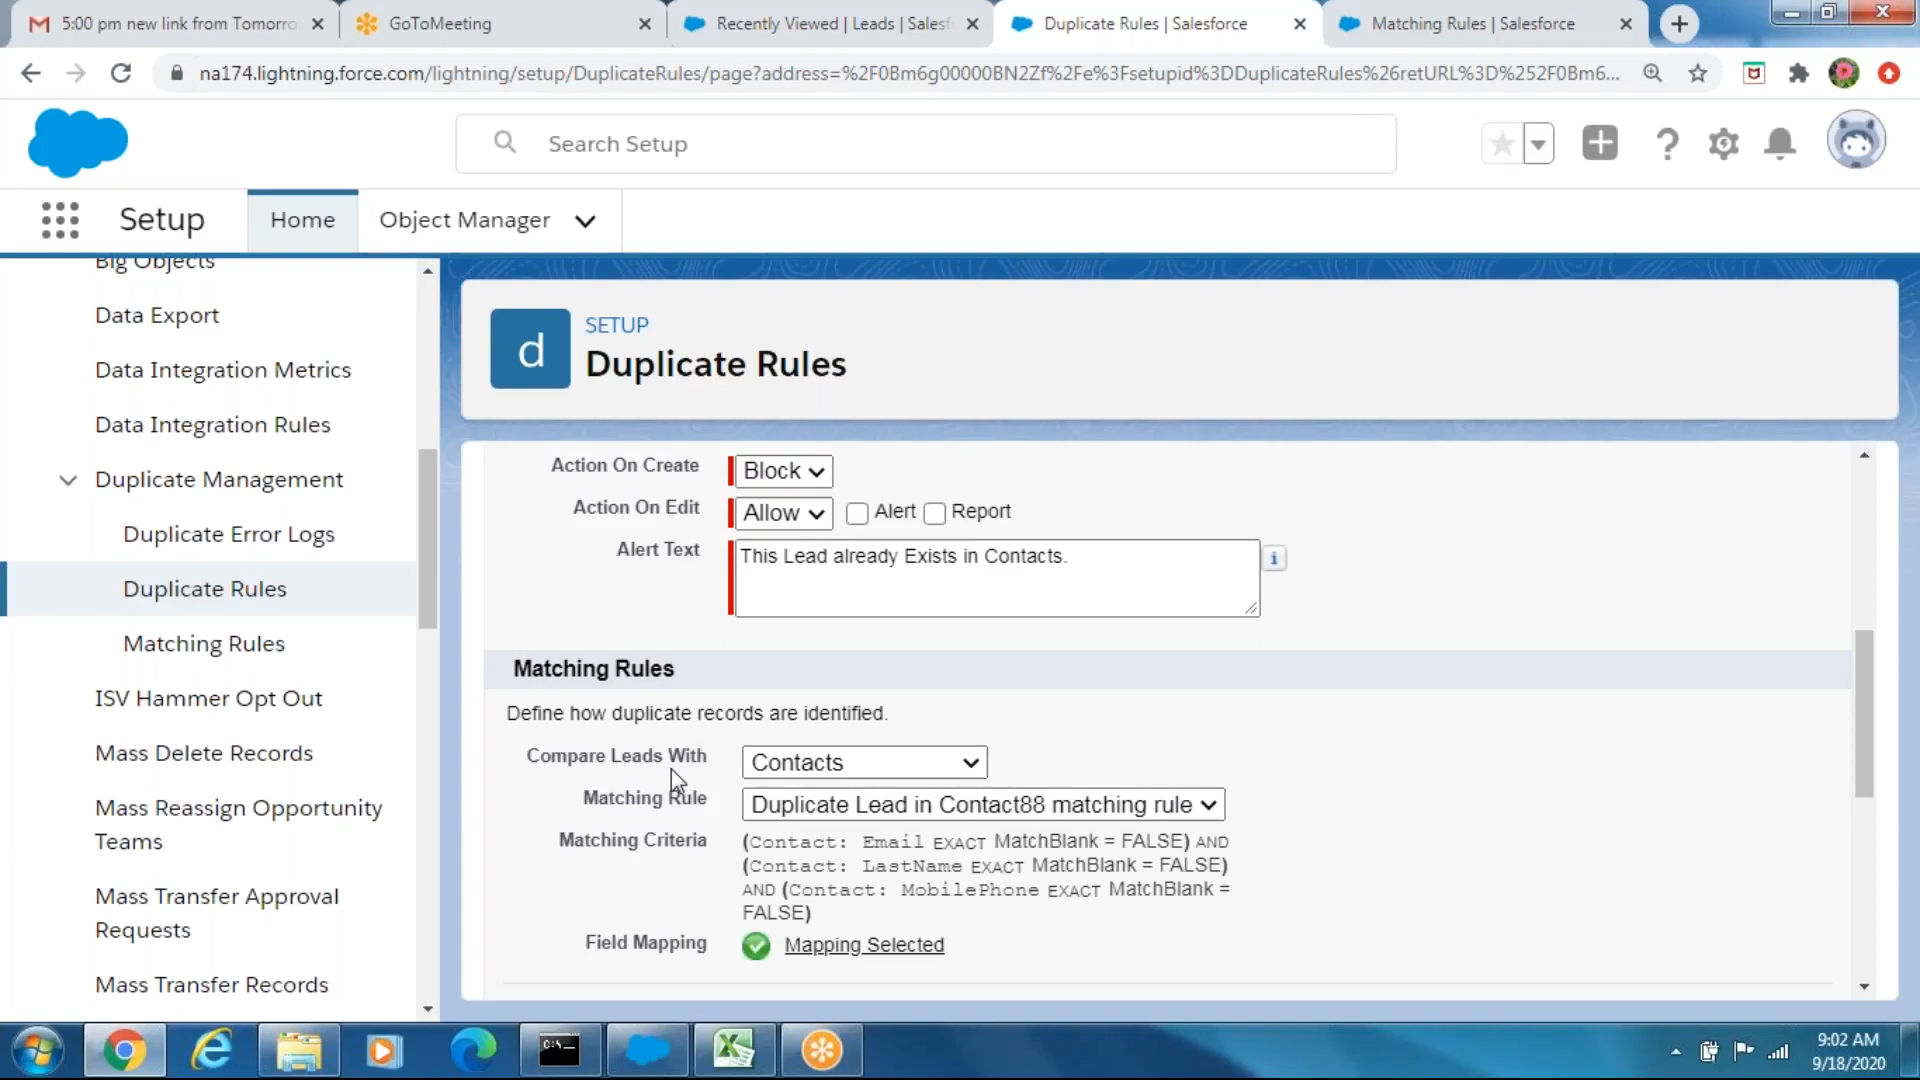 5:00 pm new link from Tomorro
GoToMeeting
Recently Viewed | Leads | Salesf
Duplicate Rules | Salesforce
Matching Rules | Salesforce
na174.lightning.force.com/lightning/setup/DuplicateRules/page?address=%2F0Bm6g00000BN2Zf%2Fe%3Fsetupid%3DDuplicateRules%26retURL%3D%252F0Bm6...
Search Setup
Setup
Home
Object Manager
Big Objects
Data Export
Data Integration Metrics
Data Integration Rules
Duplicate Management
Duplicate Error Logs
Duplicate Rules
Matching Rules
ISV Hammer Opt Out
Mass Delete Records
Mass Reassign Opportunity
Teams
Mass Transfer Approval
Requests
Mass Transfer Records
d
SETUP
Duplicate Rules
Action On Create
Block
Action On Edit
Allow
Alert
Report
Alert Text
This Lead already Exists in Contacts.
Matching Rules
Define how duplicate records are identified.
Compare Leads With
Contacts
Matching Rule
Duplicate Lead in Contact88 matching rule
Matching Criteria
(Contact: Email EXACT MatchBlank = FALSE) AND
(Contact: LastName EXACT MatchBlank = FALSE)
AND (Contact: MobilePhone EXACT MatchBlank =
FALSE)
Field Mapping
Mapping Selected
9:02 AM
9/18/2020